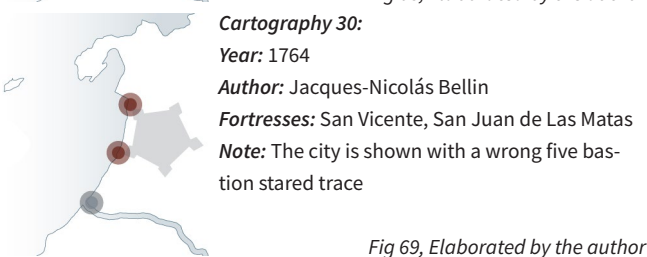 Cartography 30:
Year: 1764
Author: Jacques-Nicolás Bellin
Fortresses: San Vicente, San Juan de Las Matas
Note: The city is shown with a wrong five bas-
tion stared trace
Fig 69, Elaborated by the author